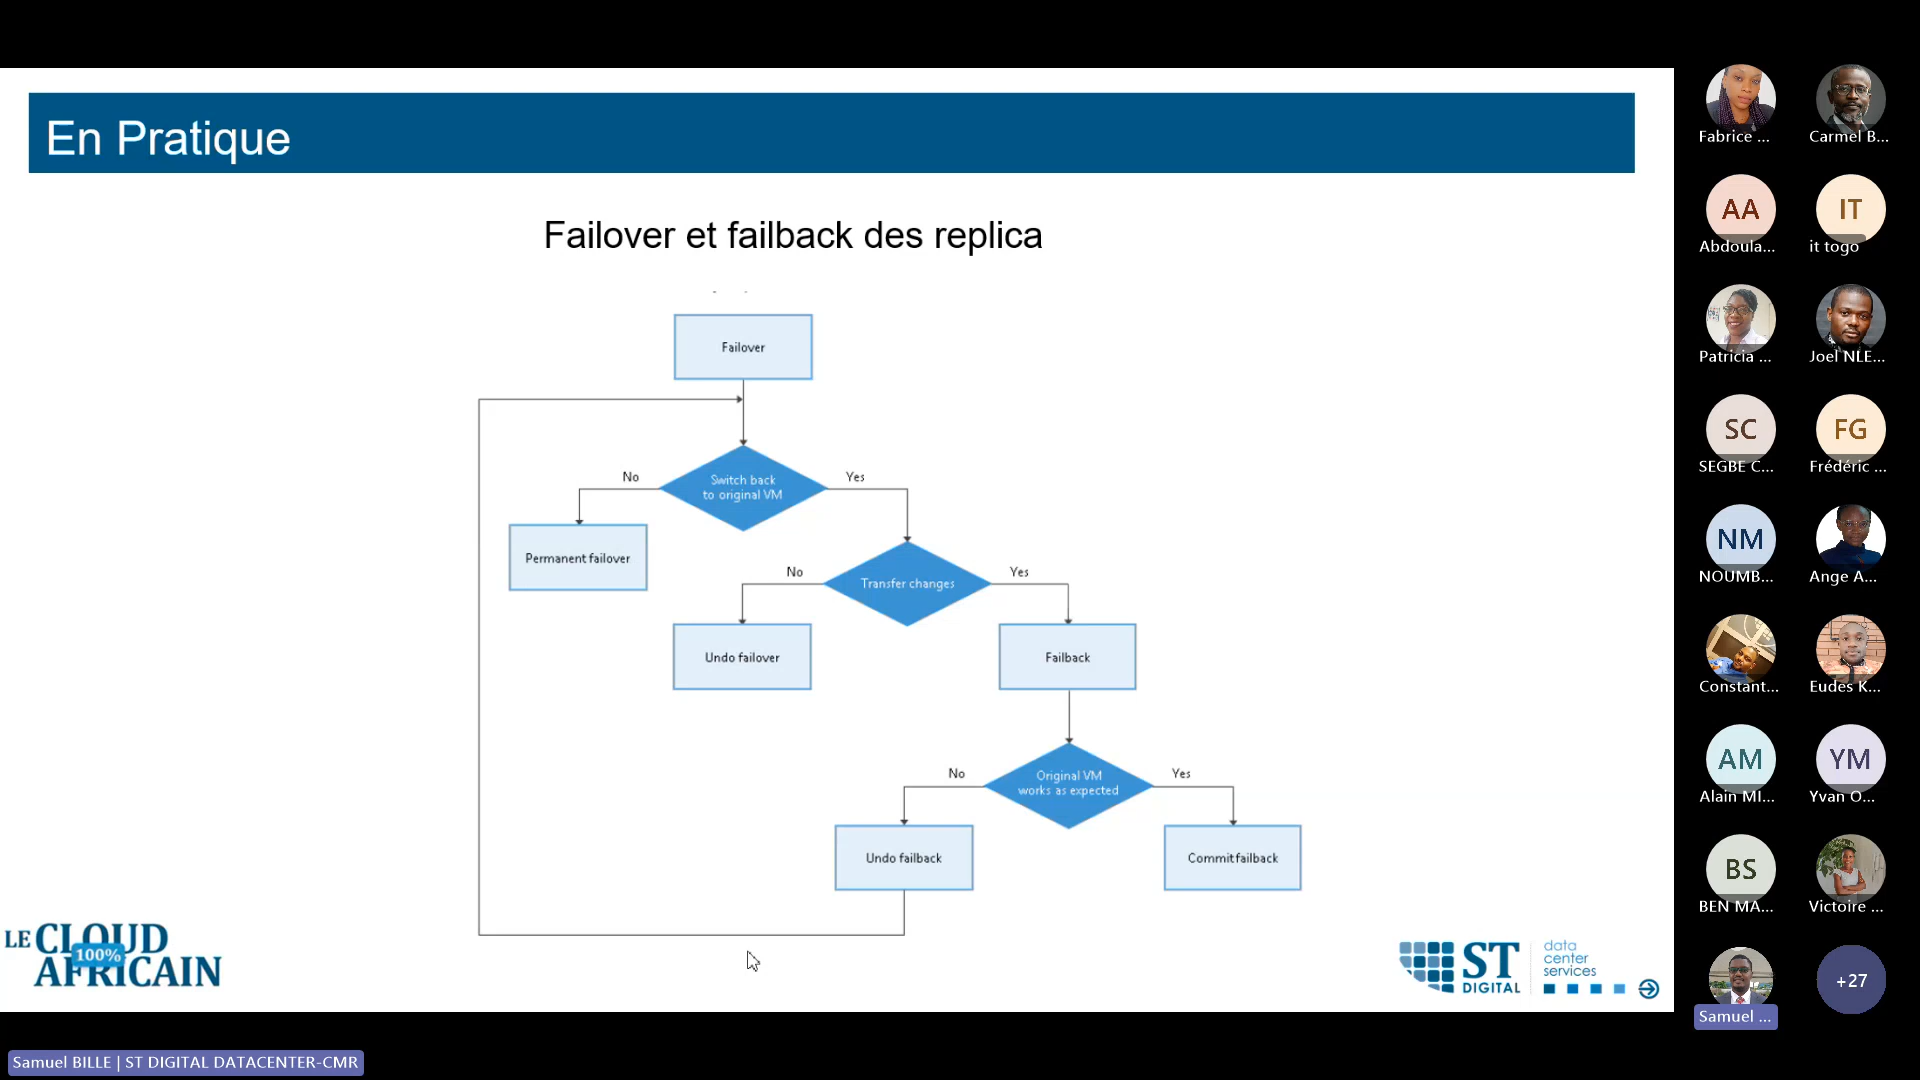 En Pratique
Failover et failback des replica
Failover
No
Switch back
to original VM
Yes
Permanent failover
No
Transfer changes
Yes
Undo failover
Failback
No
Original VM
works as expected
Yes
Undo failback
Commit failback
LE CLOUD
100%
AFRICAIN
ST
DIGITAL
data
center
services
Fabrice ...
Carmel B...
AA
Abdoula...
IT
it togo
Patricia ...
Joel NLE...
SC
SEGBE C...
FG
Frédéric ...
NM
NOUMB...
Ange A...
Constant...
Eudes K...
AM
Alain MI...
YM
Yvan O...
BS
BEN MA...
Victoire ...
Samuel ...
+27
Samuel BILLE | ST DIGITAL DATACENTER-CMR